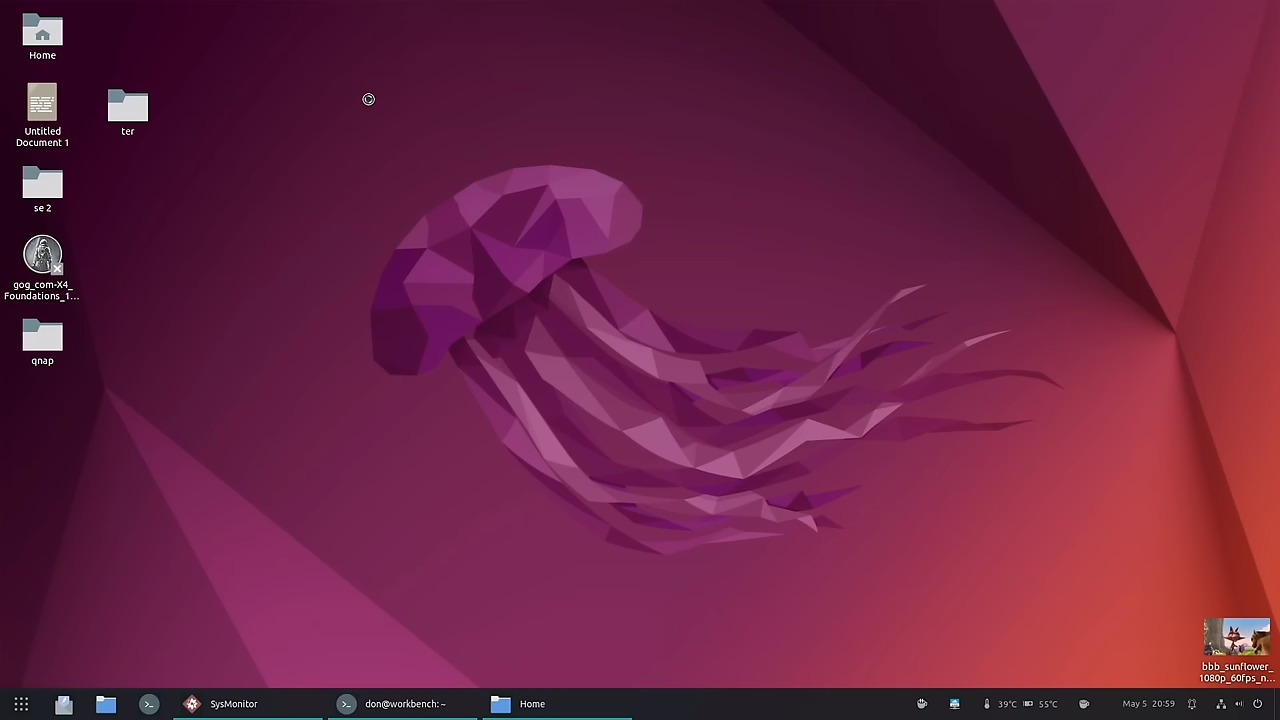 Home
Untitled
Document 1
ter
se 2
gog_com-X4_
Foundations_1...
qnap
bbb_sunflower_
1080p_60fps_n...
SysMonitor
don@workbench: ~
Home
39°C
55°C
May 5 20:59